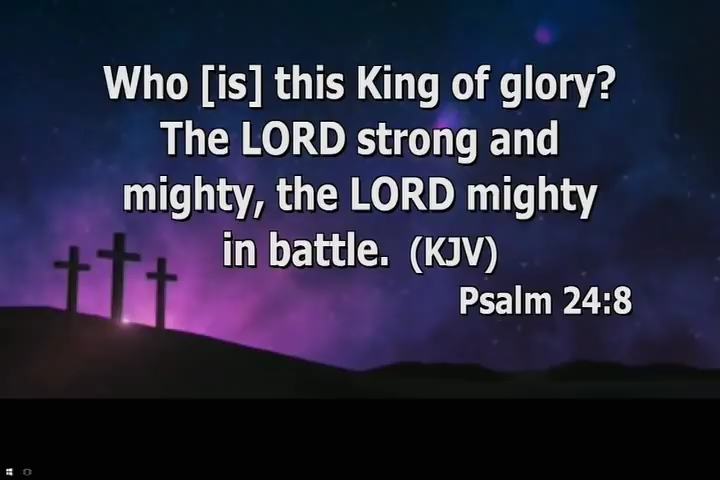 Who [is] this King of glory?
The LORD strong and
mighty, the LORD mighty
in battle. (KJV)
Psalm 24:8